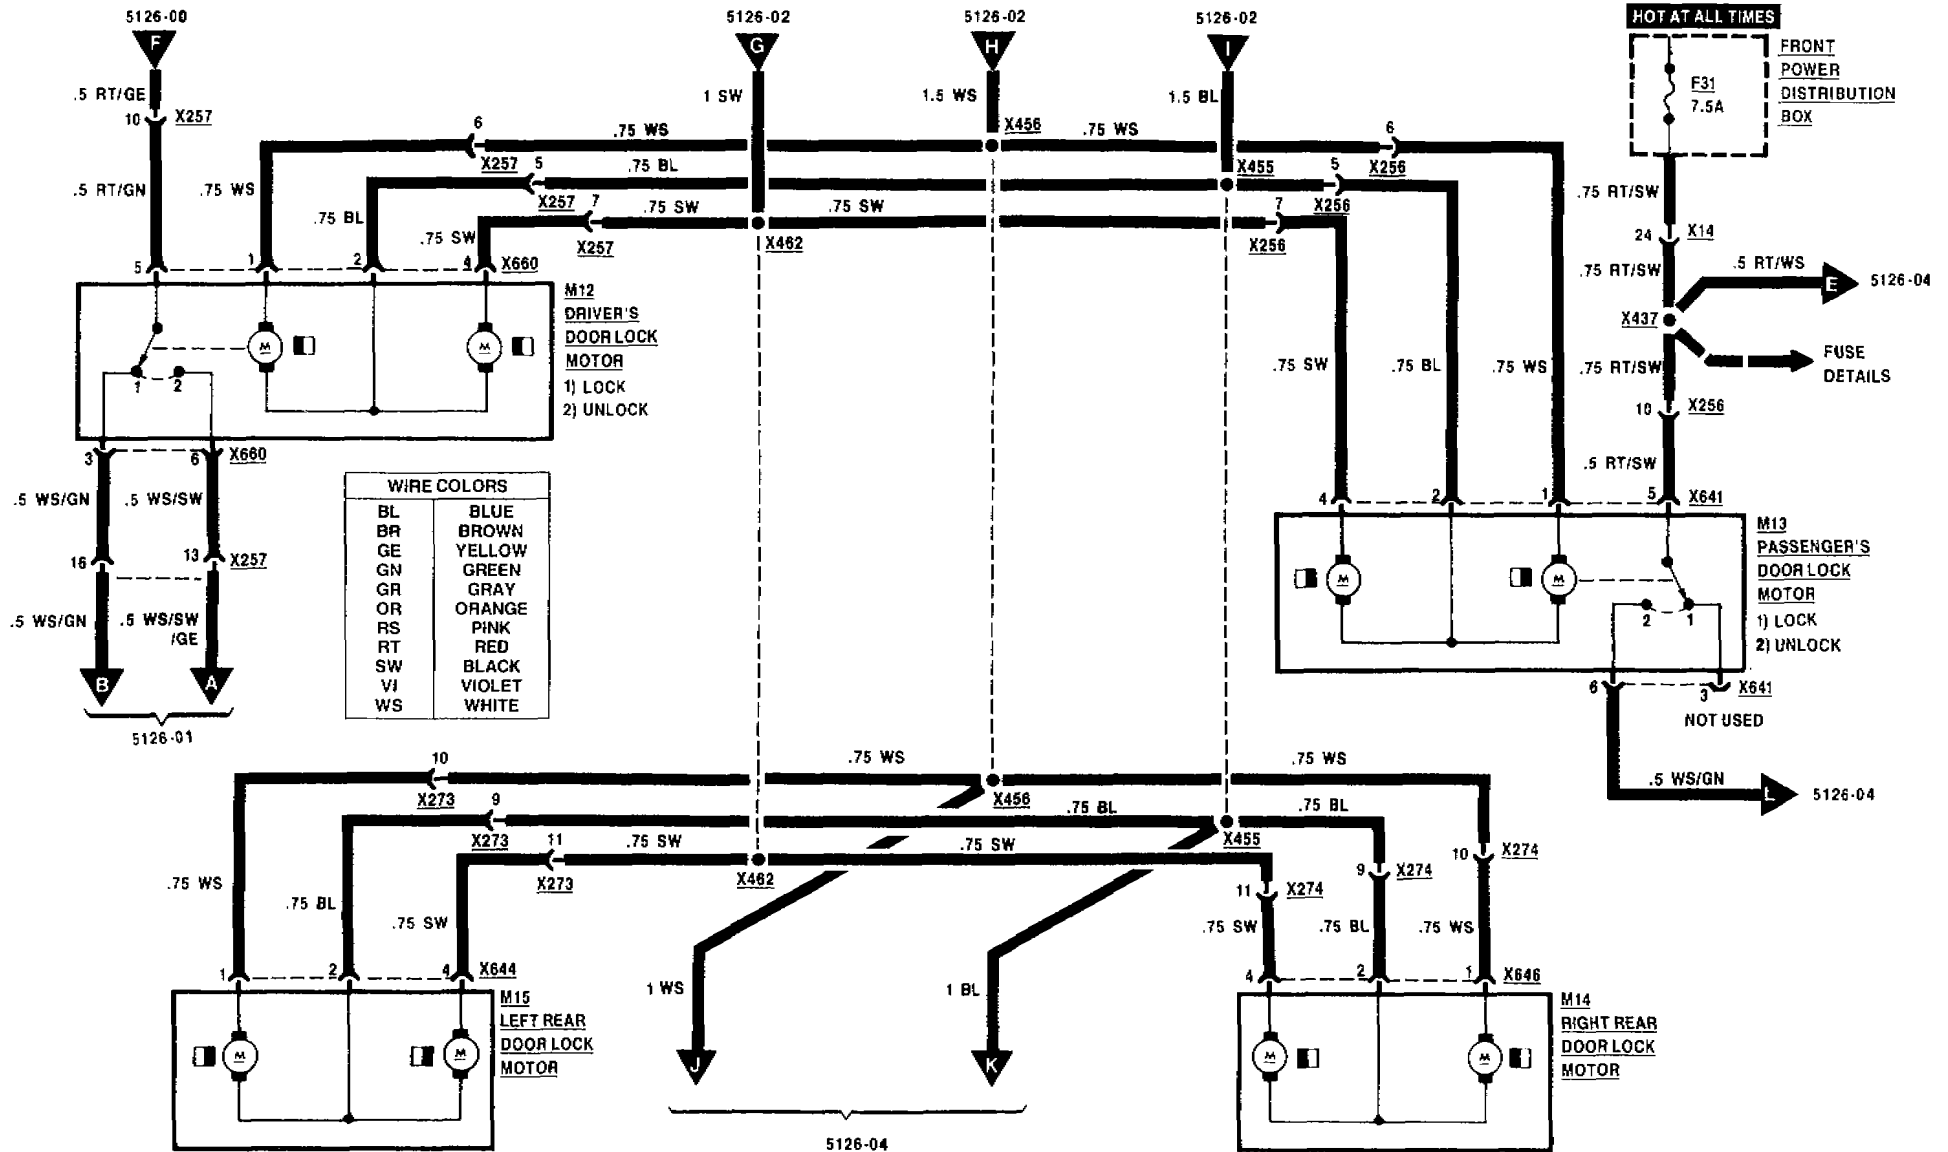 5126-00
5126-02
5126-02
5126-02
HOT AT ALL TIMES
F
G
H
I
FRONT
POWER
DISTRIBUTION
BOX
F31
7.5A
.5 RT/GE
10
X257
1 SW
1.5 WS
1.5 BL
6
X257
.75 WS
X456
.75 WS
6
X256
5
X257
.75 BL
X455
5
X256
.5 RT/GN
.75 WS
.75 BL
.75 SW
7
X257
.75 SW
.75 SW
X462
7
X256
.75 RT/SW
24
X14
5
1
2
4
X660
.75 RT/SW
.5 RT/WS
E
5126-04
X437
M12
DRIVER'S
DOOR LOCK
MOTOR
1) LOCK
2) UNLOCK
M
M
1
2
.75 SW
.75 BL
.75 WS
.75 RT/SW
FUSE
DETAILS
10
X256
3
6
X660
.5 RT/SW
.5 WS/GN
.5 WS/SW
16
13
X257
.5 WS/GN
.5 WS/SW
/GE
B
A
5126-01
WIRE COLORS
BL BLUE
BR BROWN
GE YELLOW
GN GREEN
GR GRAY
OR ORANGE
RS PINK
RT RED
SW BLACK
VI VIOLET
WS WHITE
4
2
1
5
X641
M13
PASSENGER'S
DOOR LOCK
MOTOR
1) LOCK
2) UNLOCK
M
M
2
1
6
3
X641
NOT USED
.5 WS/GN
L
5126-04
10
X273
.75 WS
X456
.75 WS
9
X273
.75 BL
X455
.75 BL
11
X273
.75 SW
X462
.75 SW
10
X274
9
X274
11
X274
.75 WS
.75 BL
.75 SW
.75 SW
.75 BL
.75 WS
1
2
4
X644
1 WS
1 BL
4
2
1
X646
M15
LEFT REAR
DOOR LOCK
MOTOR
M
M
J
K
5126-04
M14
RIGHT REAR
DOOR LOCK
MOTOR
M
M